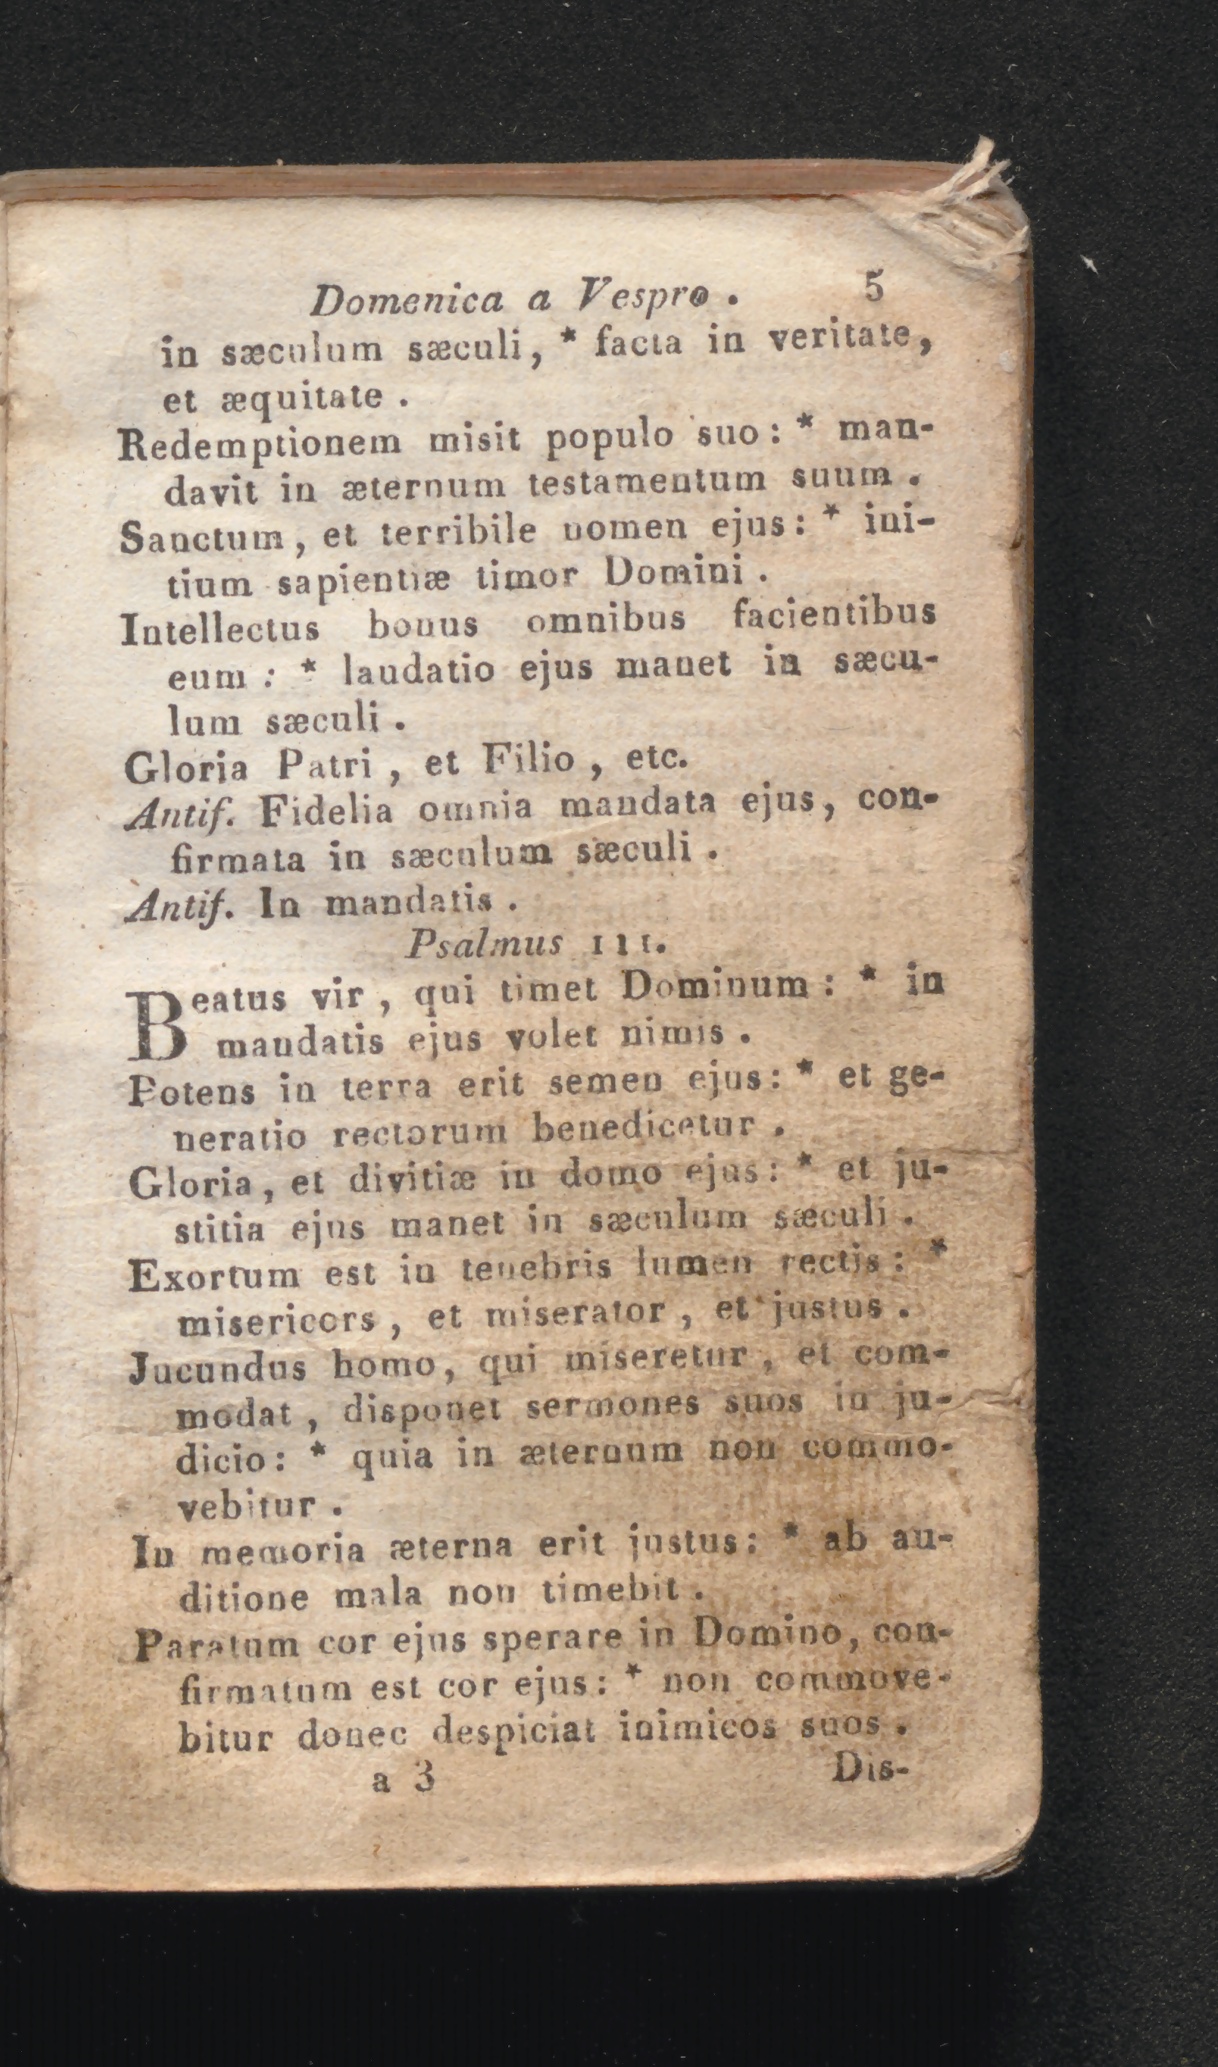 Domenica a Vespro . 5
in sæculum sæculi, * facta in veritate,
et æquitate .
Redemptionem misit populo suo : * man-
davit in æternum testamentum suum .
Sanctum , et terribile nomen ejus : * ini-
tium sapientiæ timor Domini .
Intellectus bonus omnibus facientibus
eum : * laudatio ejus manet in sæcu-
lum sæculi .
Gloria Patri , et Filio , etc.
Antif. Fidelia omnia mandata ejus, con-
firmata in sæculum sæculi .
Antif. In mandatis .
Psalmus 111.
Beatus vir , qui timet Dominum : * in
mandatis ejus volet nimis .
Potens in terra erit semen ejus : * et ge-
neratio rectorum benedicetur .
Gloria , et divitiæ in domo ejus : * et ju-
stitia ejus manet in sæculum sæculi .
Exortum est in tenebris lumen rectis : *
misericors , et miserator , et justus .
Jucundus homo, qui miseretur , et com-
modat , disponet sermones suos in ju-
dicio : * quia in æternum non commo-
vebitur .
In memoria æterna erit justus : * ab au-
ditione mala non timebit .
Paratum cor ejus sperare in Domino, con-
firmatum est cor ejus : * non commove-
bitur donec despiciat inimicos suos .
a 3 Dis-